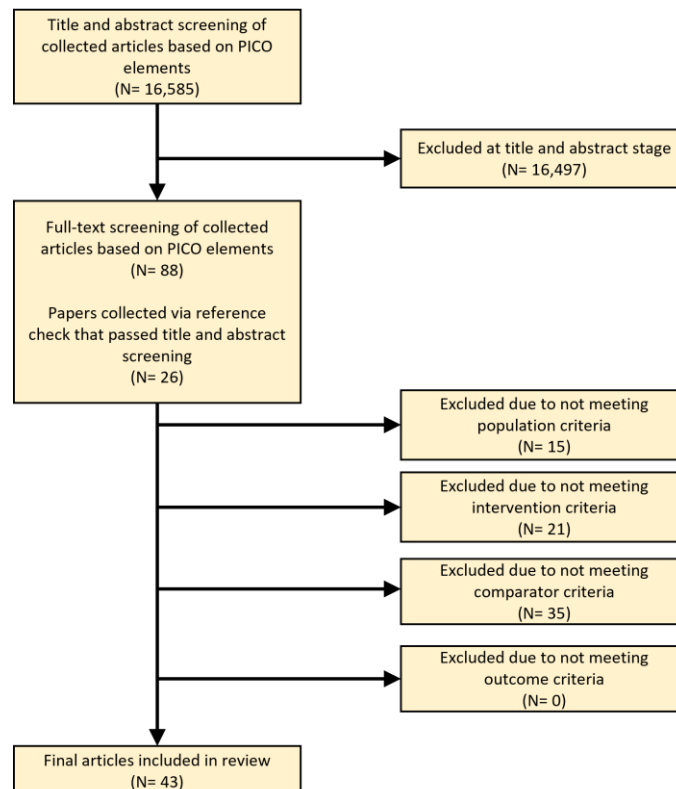 Title and abstract screening of
collected articles based on PICO
elements
(N= 16,585)
Excluded at title and abstract stage
(N= 16,497)
Full-text screening of collected
articles based on PICO elements
(N= 88)
Papers collected via reference
check that passed title and abstract
screening
(N= 26)
Excluded due to not meeting
population criteria
(N= 15)
Excluded due to not meeting
intervention criteria
(N= 21)
Excluded due to not meeting
comparator criteria
(N= 35)
Excluded due to not meeting
outcome criteria
(N= 0)
Final articles included in review
(N= 43)